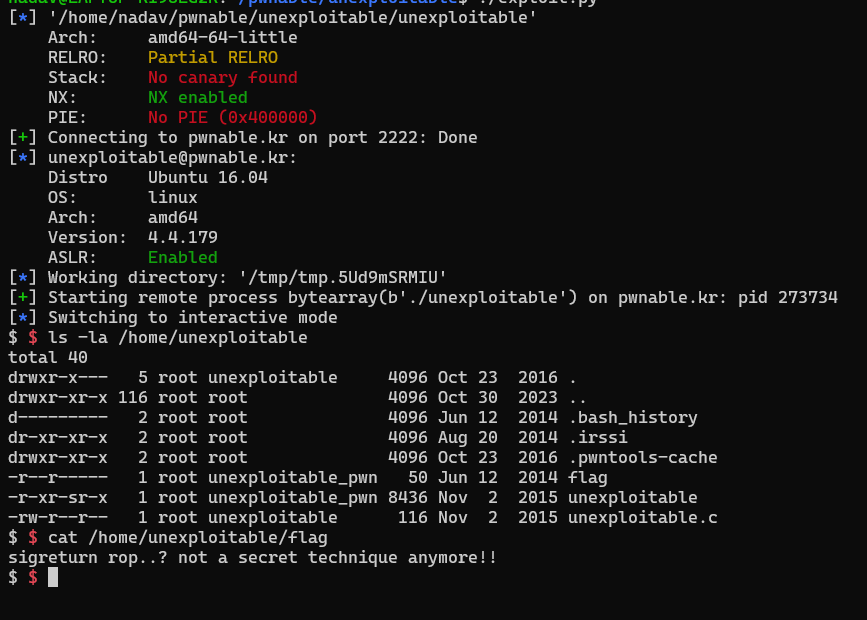 [*] '/home/nadav/pwnable/unexploitable/unexploitable'
    Arch:     amd64-64-little
    RELRO:    Partial RELRO
    Stack:    No canary found
    NX:       NX enabled
    PIE:      No PIE (0x400000)
[+] Connecting to pwnable.kr on port 2222: Done
[*] unexploitable@pwnable.kr:
    Distro    Ubuntu 16.04
    OS:       linux
    Arch:     amd64
    Version:  4.4.179
    ASLR:     Enabled
[*] Working directory: '/tmp/tmp.5Ud9mSRMIU'
[+] Starting remote process bytearray(b'./unexploitable') on pwnable.kr: pid 273734
[*] Switching to interactive mode
$ $ ls -la /home/unexploitable
total 40
drwxr-x---   5 root unexploitable     4096 Oct 23  2016 .
drwxr-xr-x 116 root root              4096 Oct 30  2023 ..
d---------   2 root root              4096 Jun 12  2014 .bash_history
dr-xr-xr-x   2 root root              4096 Aug 20  2014 .irssi
drwxr-xr-x   2 root root              4096 Oct 23  2016 .pwntools-cache
-r--r-----   1 root unexploitable_pwn   50 Jun 12  2014 flag
-r-xr-sr-x   1 root unexploitable_pwn 8436 Nov  2  2015 unexploitable
-rw-r--r--   1 root unexploitable      116 Nov  2  2015 unexploitable.c
$ $ cat /home/unexploitable/flag
sigreturn rop..? not a secret technique anymore!!
$ $